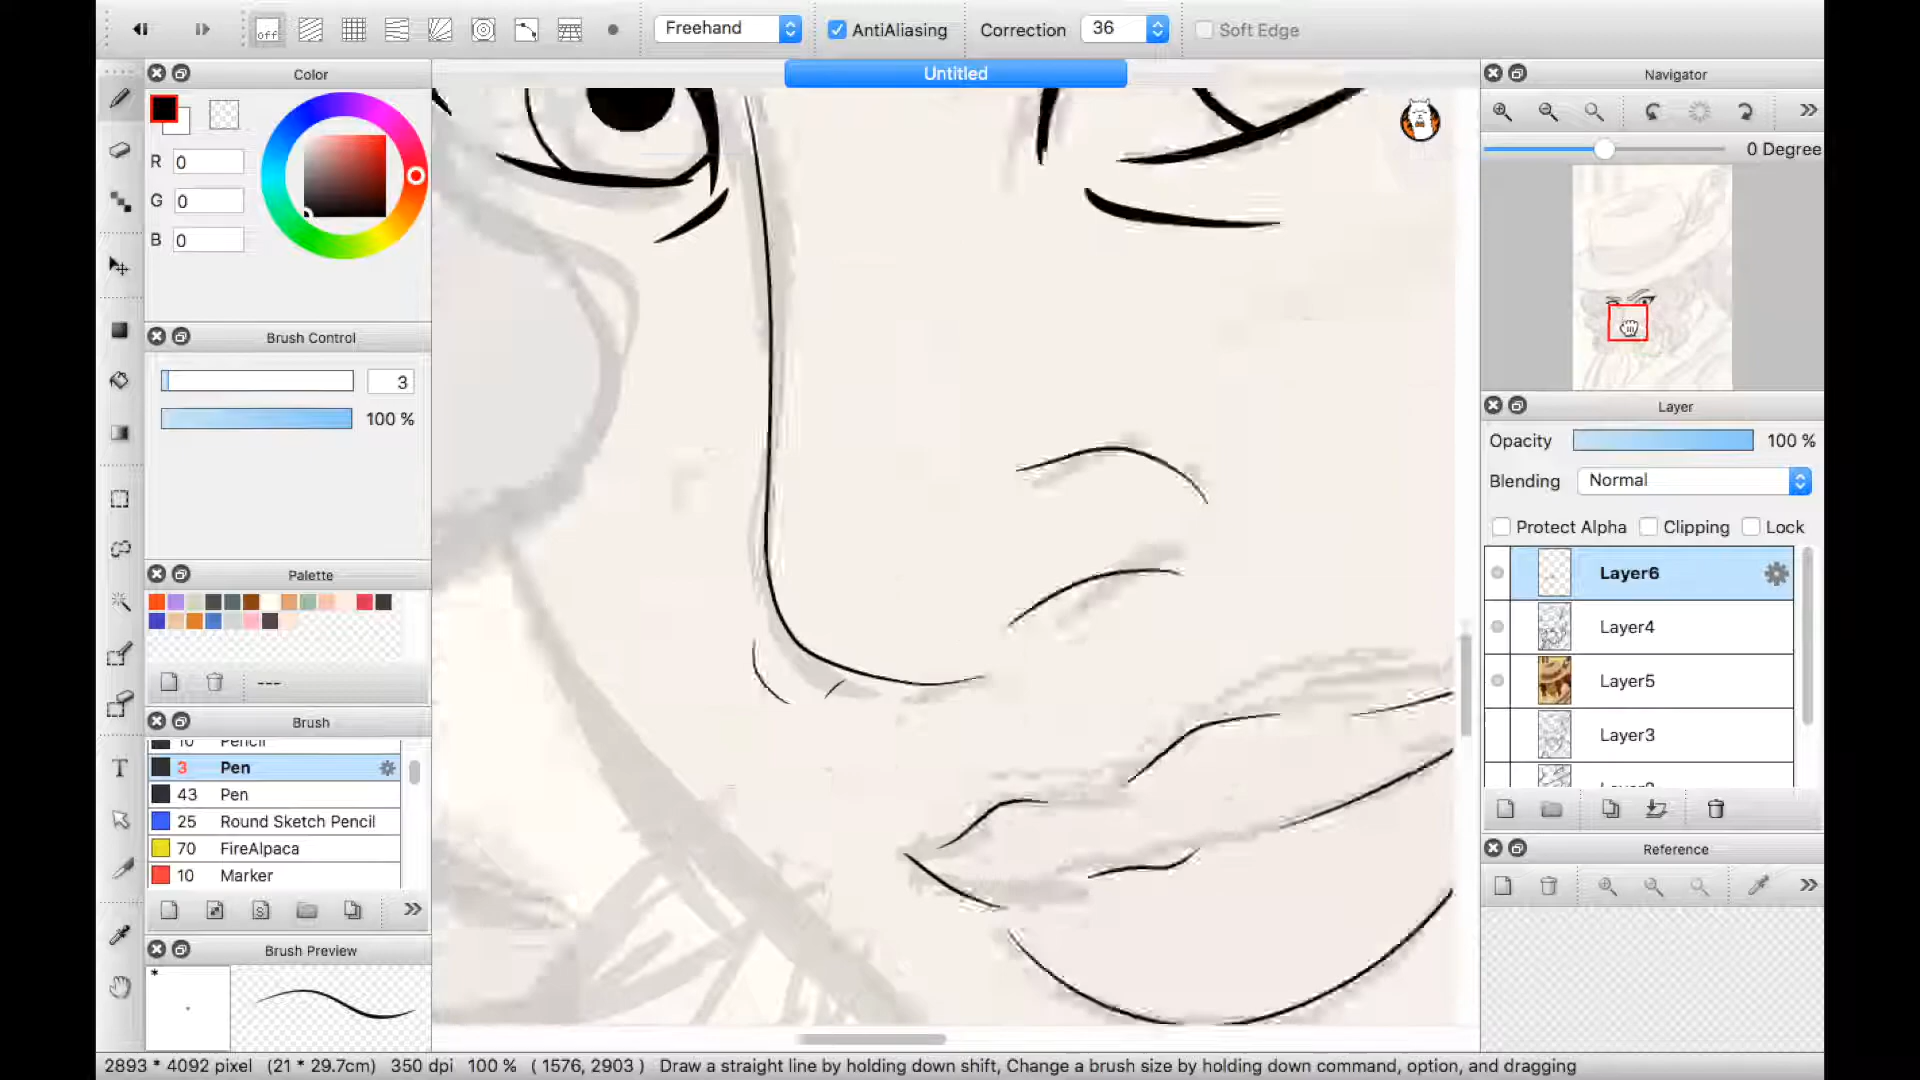 off
Freehand
AntiAliasing
Correction
36
Soft Edge
Color
Untitled
Navigator
R 0
G 0
B 0
0 Degree
Brush Control
3
100 %
Layer
Opacity
100 %
Blending
Normal
Protect Alpha
Clipping
Lock
Palette
Layer6
Layer4
Layer5
Layer3
---
Brush
10 Pencil
3 Pen
43 Pen
25 Round Sketch Pencil
70 FireAlpaca
10 Marker
S
Reference
Brush Preview
*
T
2893 * 4092 pixel (21 * 29.7cm) 350 dpi 100 % ( 1576, 2903 ) Draw a straight line by holding down shift, Change a brush size by holding down command, option, and dragging